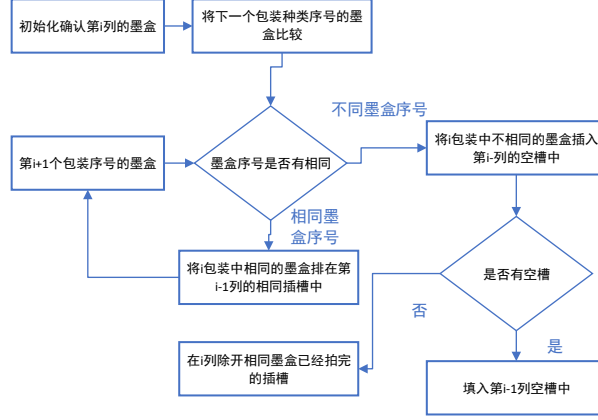 初始化确认第i列的墨盒
将下一个包装种类序号的墨
盒比较
不同墨盒序号
第i+1个包装序号的墨盒
墨盒序号是否有相同
将i包装中不相同的墨盒插入
第i-列的空槽中
相同墨
盒序号
将i包装中相同的墨盒排在第
i-1列的相同插槽中
是否有空槽
否
是
在i列除开相同墨盒已经拍完
的插槽
填入第i-1列空槽中